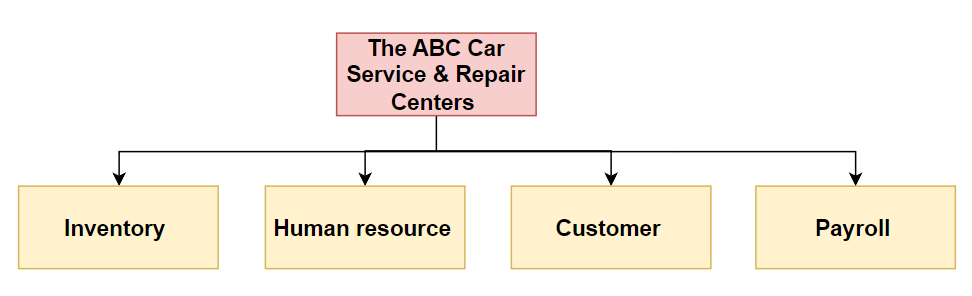 The ABC Car
Service & Repair
Centers
Inventory
Human resource
Customer
Payroll